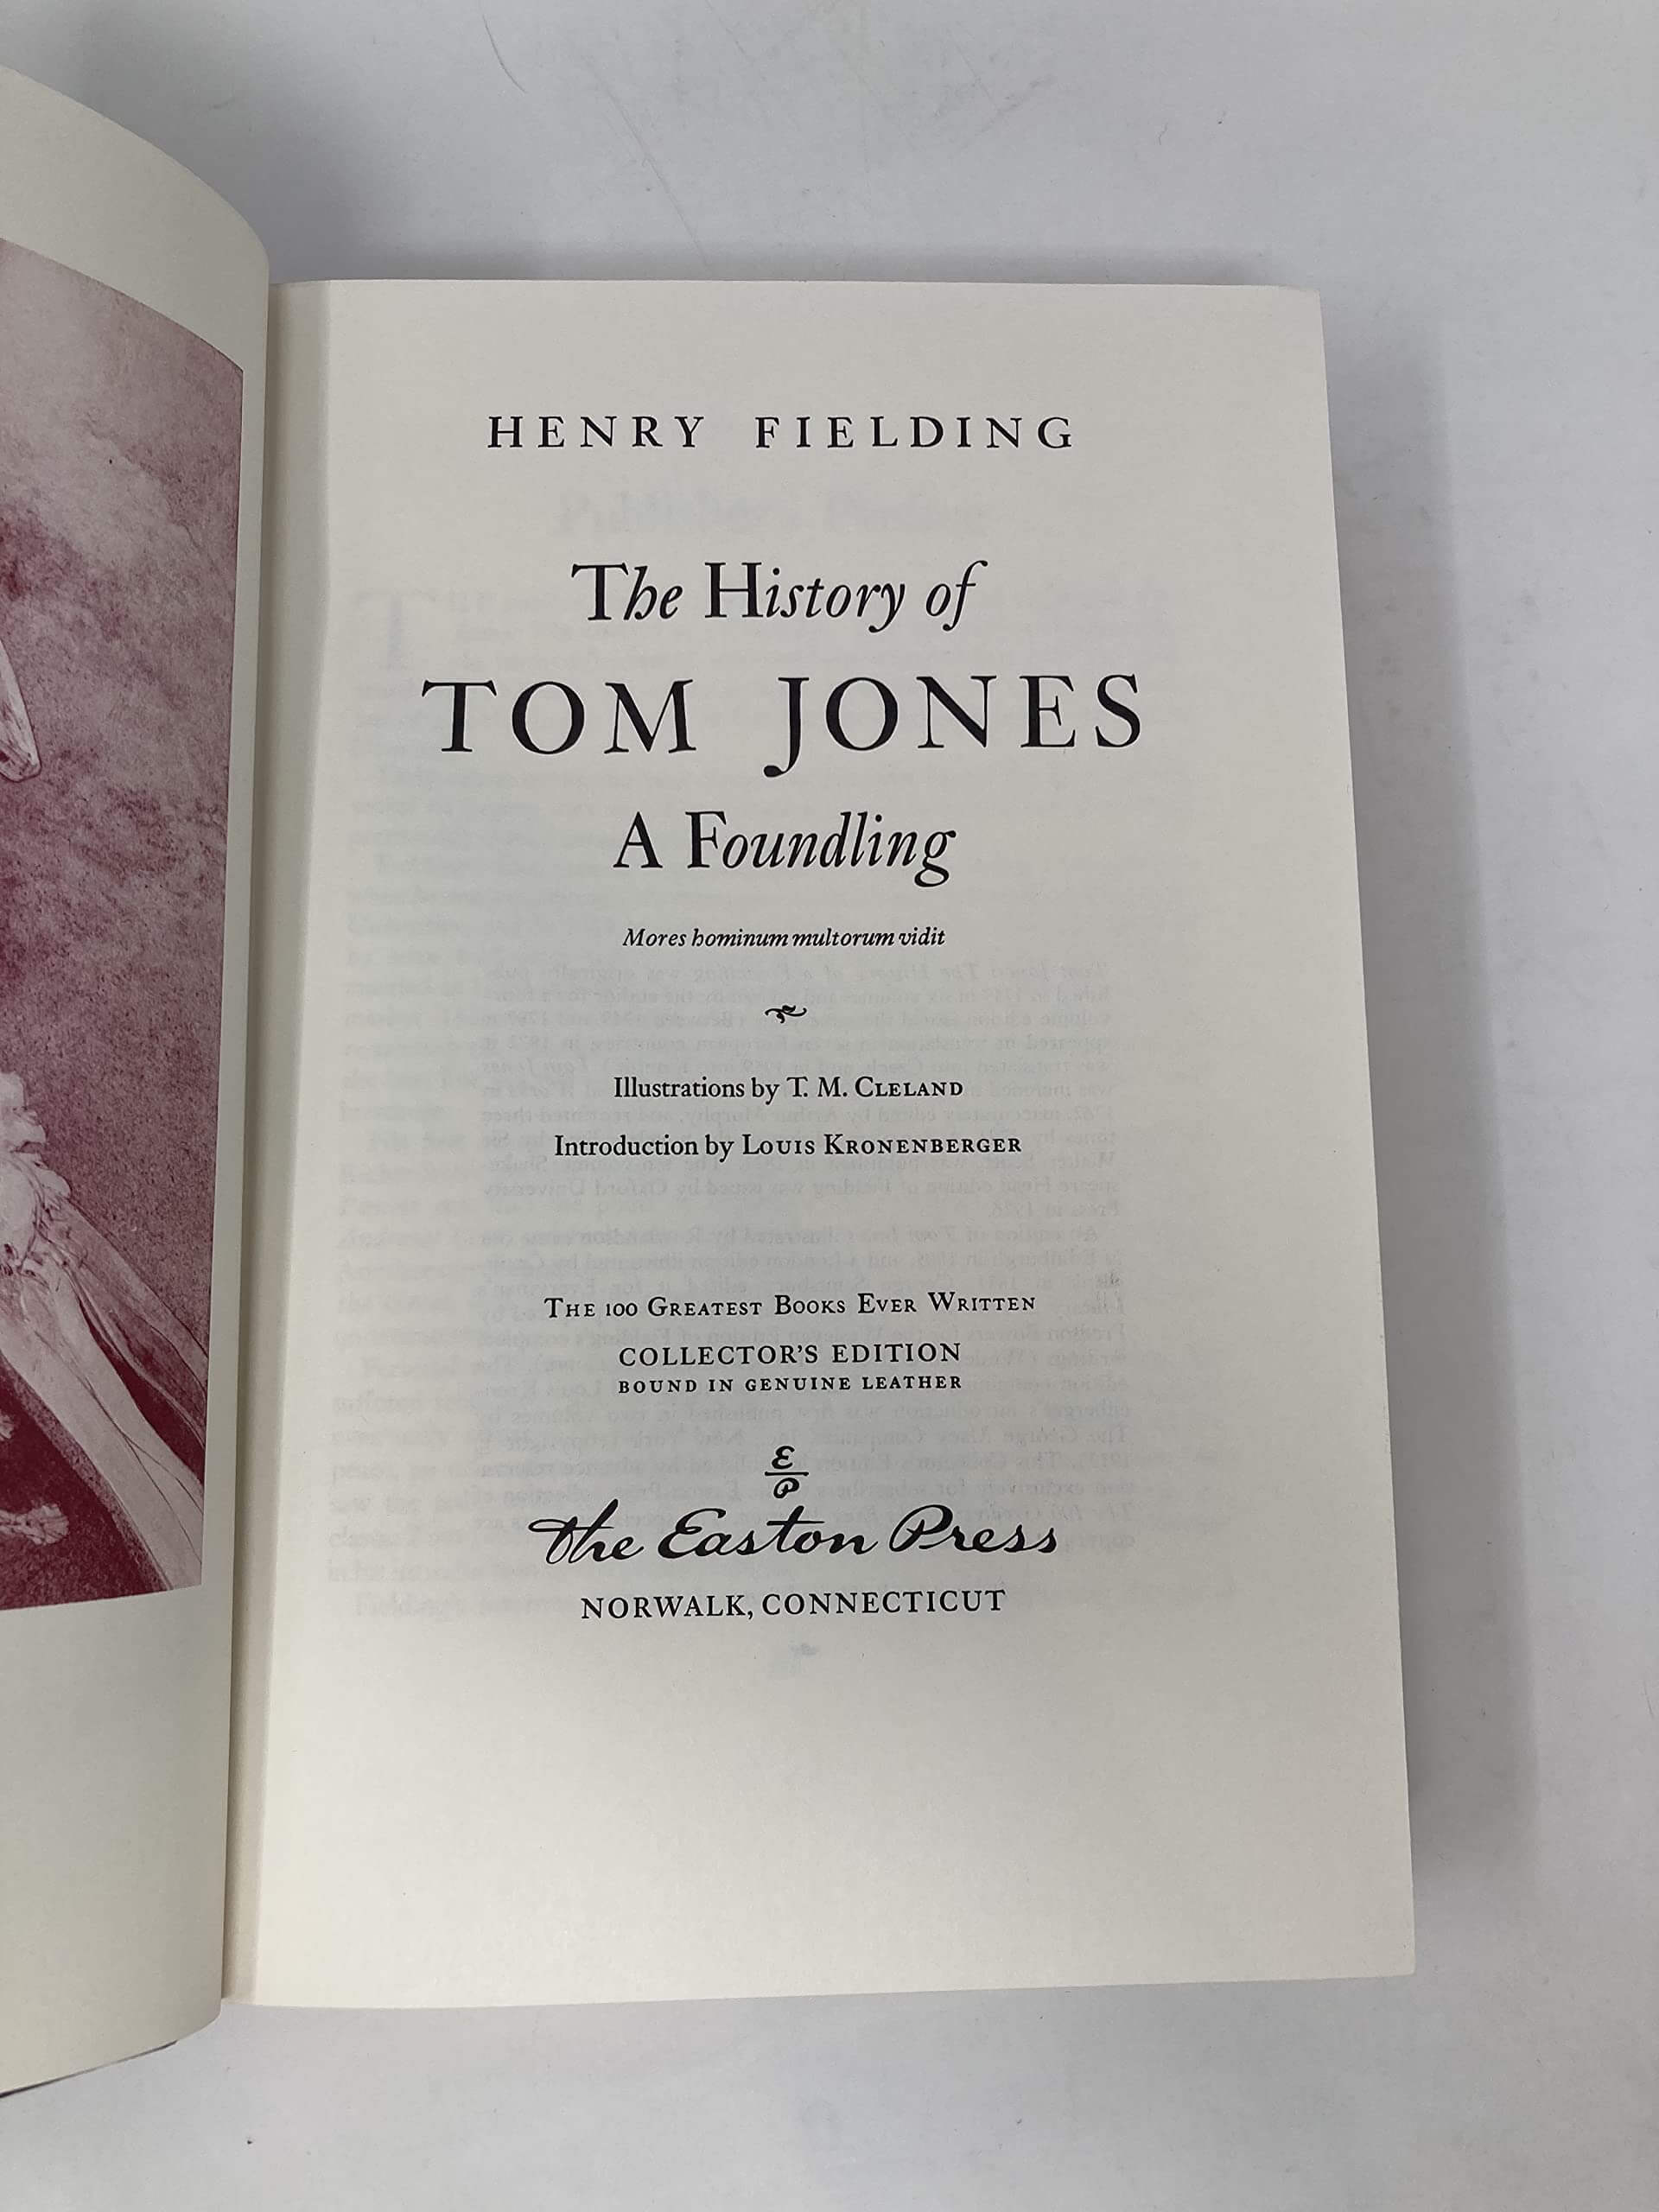 HENRY FIELDING
The History of
TOM JONES
A Foundling
Mores hominum multorum vidit
Illustrations by T. M. CLELAND
Introduction by LOUIS KRONENBERGER
THE 100 GREATEST BOOKS EVER WRITTEN
COLLECTOR'S EDITION
BOUND IN GENUINE LEATHER
E
P
The Easton Press
NORWALK, CONNECTICUT